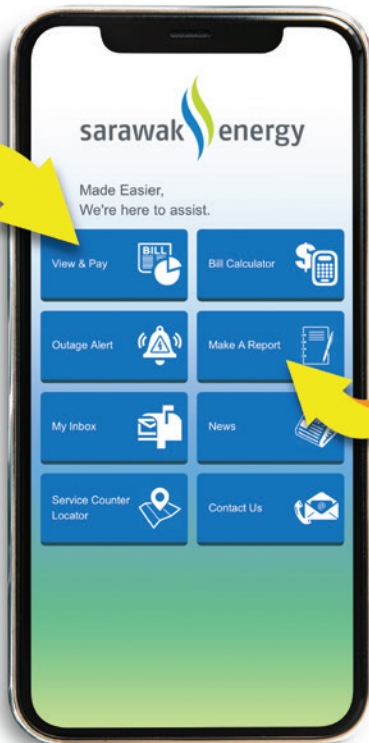 sarawak energy
Made Easier,
We're here to assist.
View & Pay
BILL
Bill Calculator
Outage Alert
Make A Report
My Inbox
News
Service Counter
Locator
Contact Us